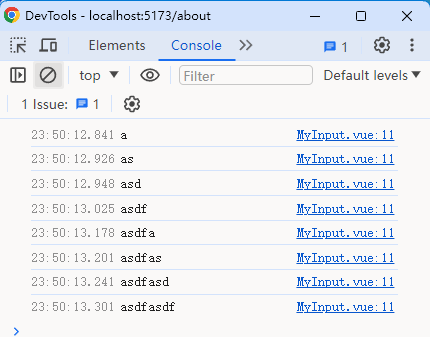 DevTools - localhost:5173/about
Elements Console 1
top Filter Default levels
1 Issue: 1
23:50:12.841 a MyInput.vue:11
23:50:12.926 as MyInput.vue:11
23:50:12.948 asd MyInput.vue:11
23:50:13.025 asdf MyInput.vue:11
23:50:13.178 asdfa MyInput.vue:11
23:50:13.201 asdfas MyInput.vue:11
23:50:13.241 asdfasd MyInput.vue:11
23:50:13.301 asdfasdf MyInput.vue:11